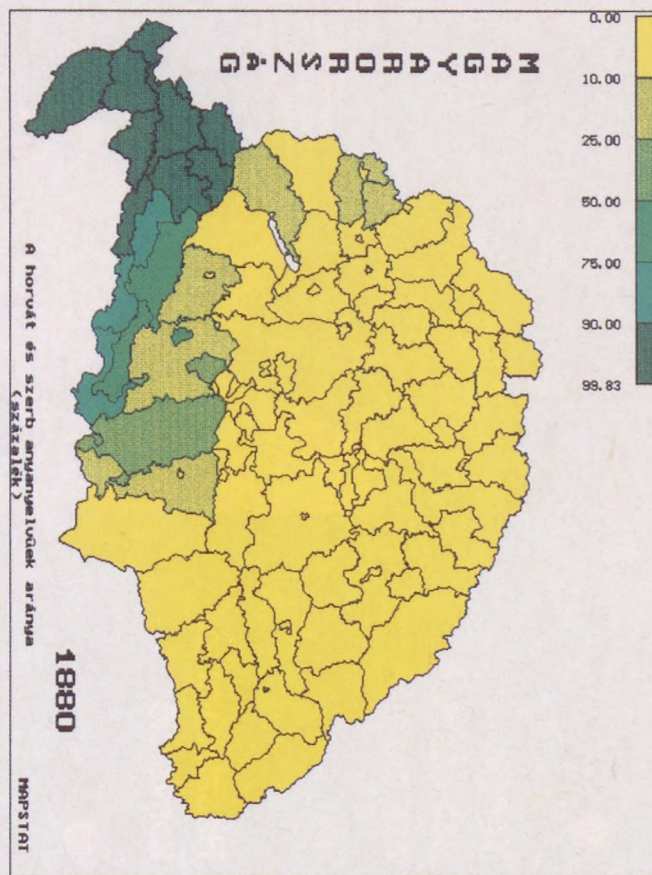 MAGYARORSZÁG
0.00
10.00
25.00
50.00
75.00
90.00
99.83
1880
A horvát és szerb anyanyelvűek aránya
(százalék)
MAPSTAT